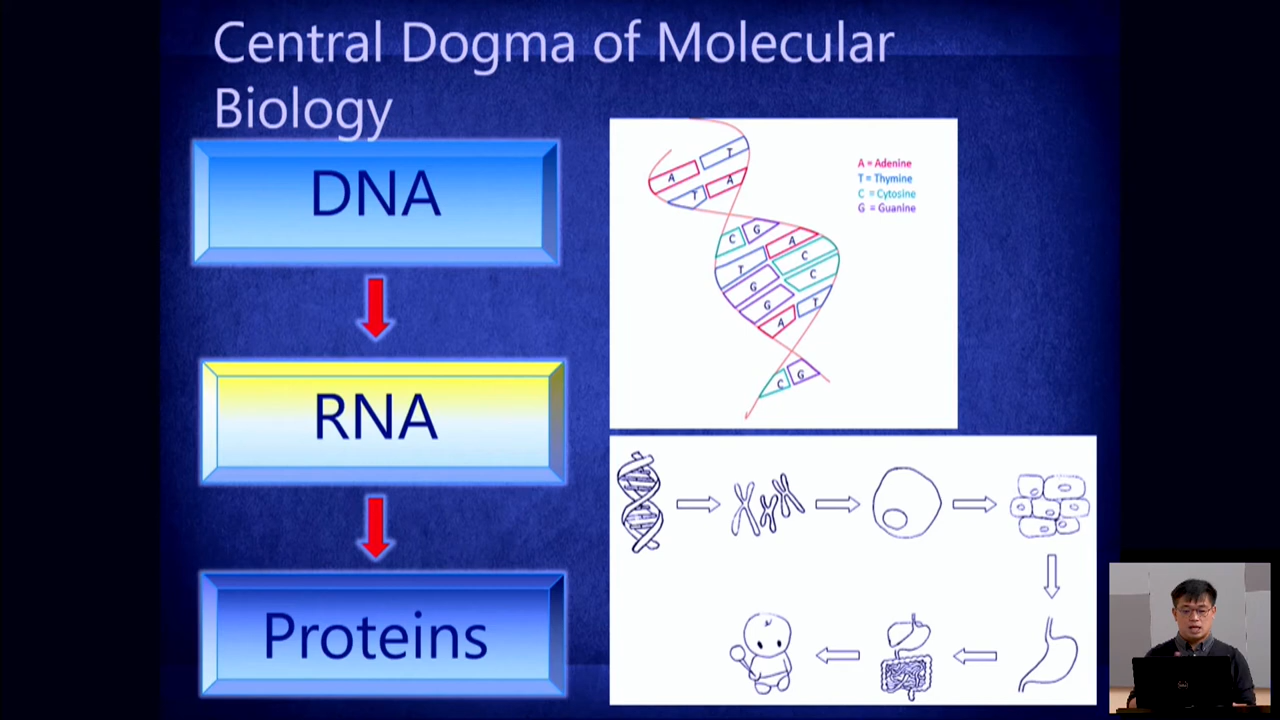 Central Dogma of Molecular
Biology
DNA
RNA
Proteins
A = Adenine
T = Thymine
C = Cytosine
G = Guanine
A T
T A
C G
T A
G C
G C
A T
C G